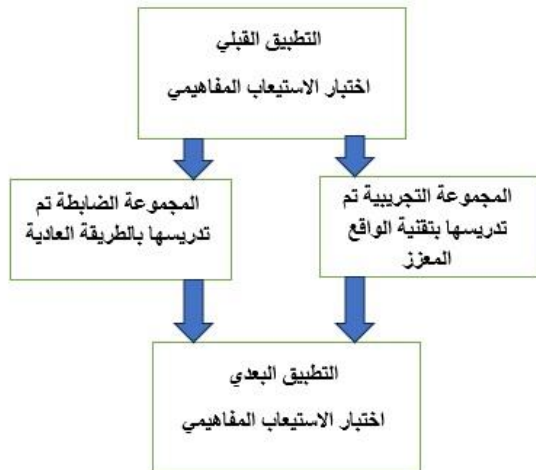 التطبيق القبلي
اختبار الاستيعاب المفاهيمي
المجموعة التجريبية تم
تدريسها بتقنية الواقع
المعزز
المجموعة الضابطة تم
تدريسها بالطريقة العادية
التطبيق البعدي
اختبار الاستيعاب المفاهيمي